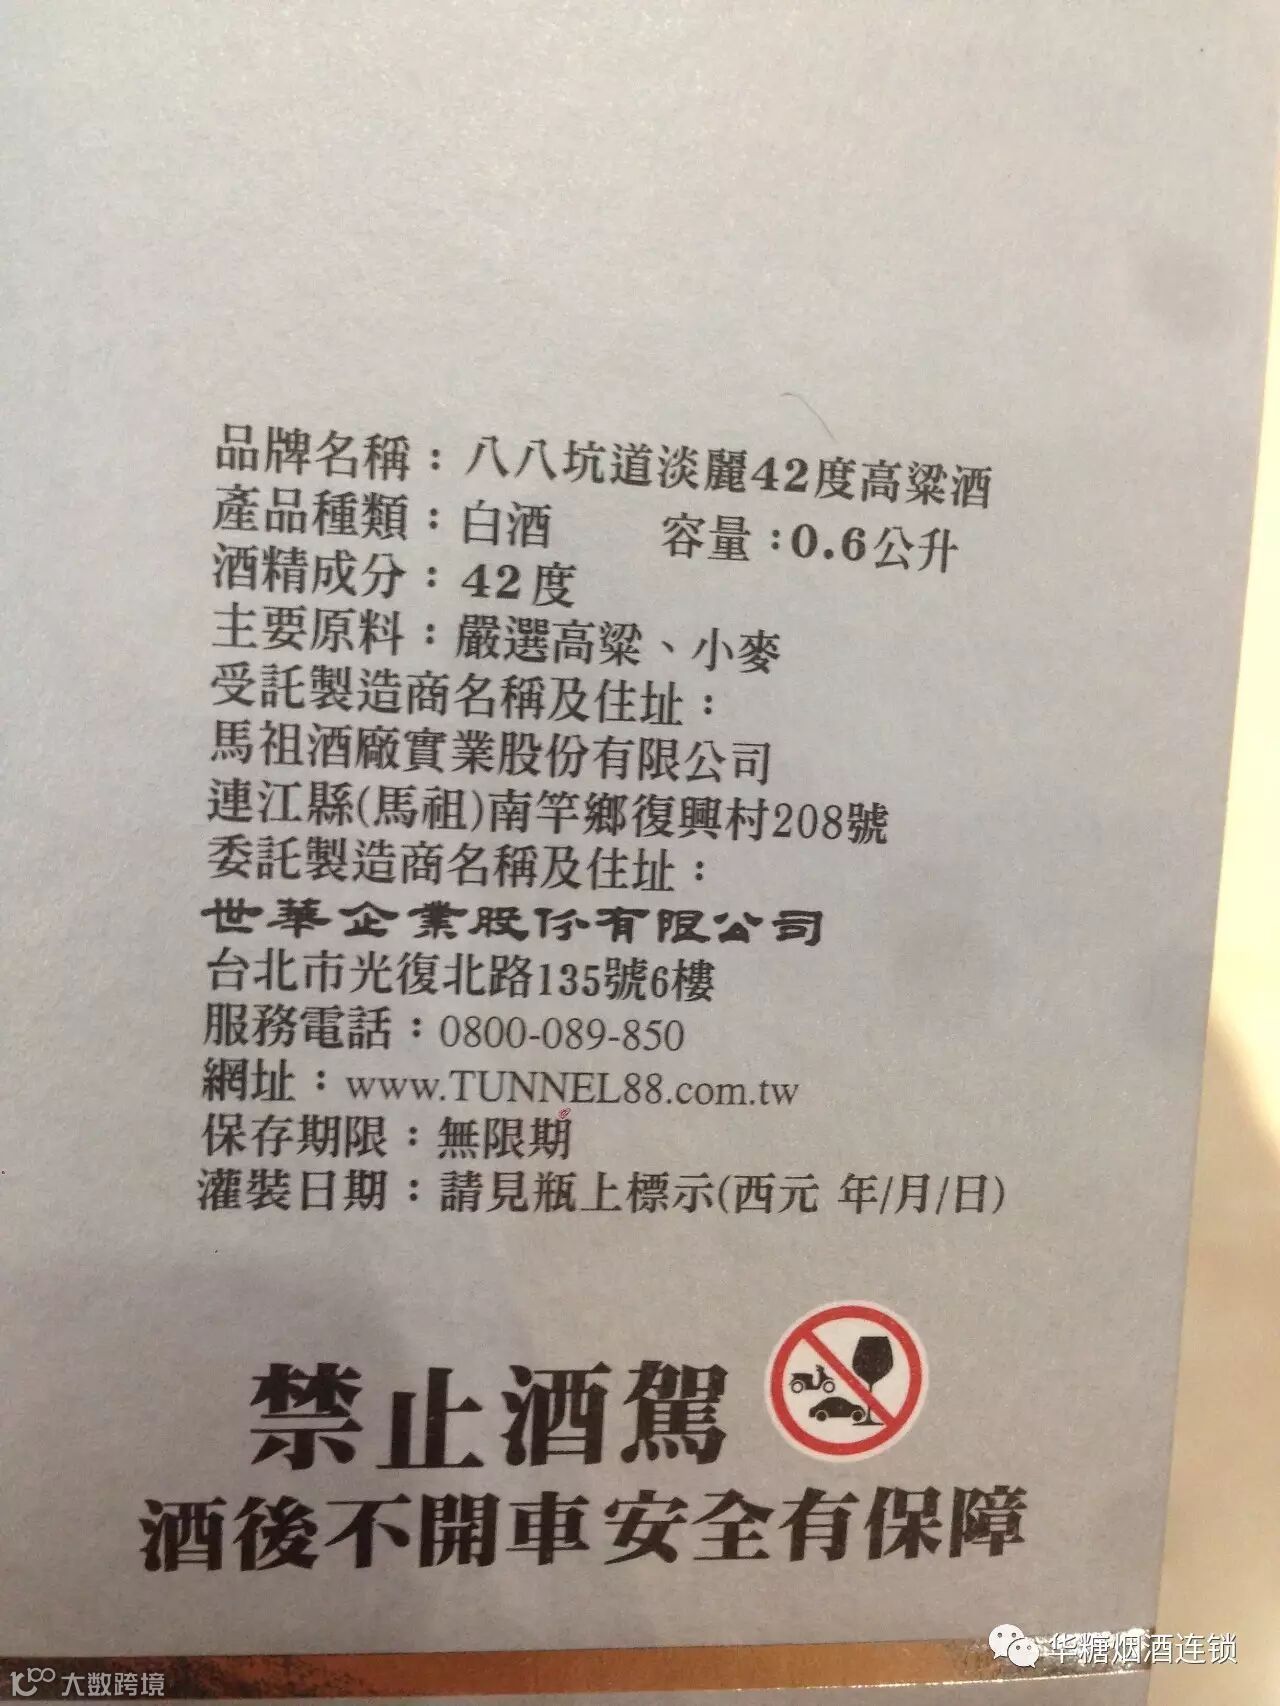 品牌名稱：八八坑道淡麗42度高粱酒
產品種類：白酒 容量：0.6公升
酒精成分：42度
主要原料：嚴選高粱、小麥
受託製造商名稱及住址：
馬祖酒廠實業股份有限公司
連江縣(馬祖)南竿鄉復興村208號
委託製造商名稱及住址：
世華企業股份有限公司
台北市光復北路135號6樓
服務電話：0800-089-850
網址：www.TUNNEL88.com.tw
保存期限：無限期
灌裝日期：請見瓶上標示(西元 年/月/日)
禁止酒駕
酒後不開車安全有保障
华糖烟酒连锁
大数跨境